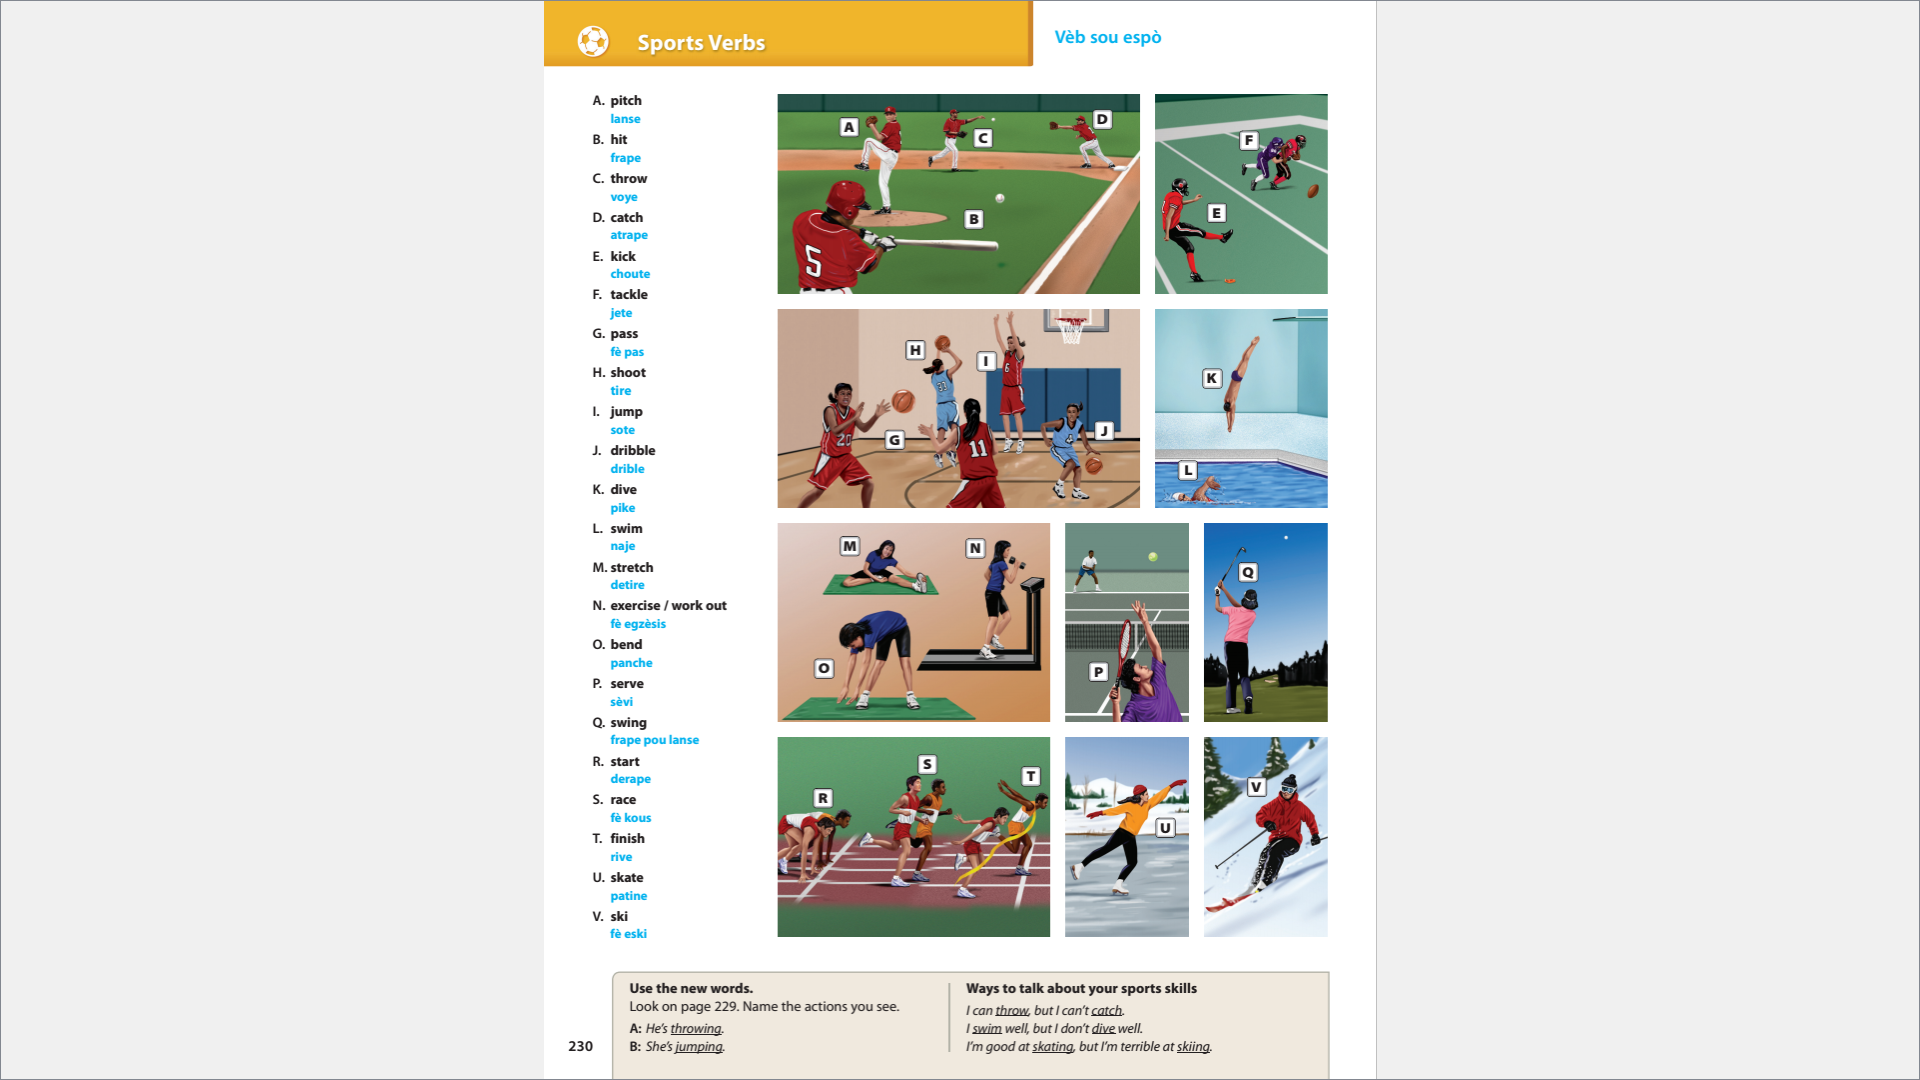 Sports Verbs
Vèb sou espò
A. pitch
lanse
B. hit
frape
C. throw
voye
D. catch
atrape
E. kick
choute
F. tackle
jete
G. pass
fè pas
H. shoot
tire
I. jump
sote
J. dribble
drible
K. dive
pike
L. swim
naje
M. stretch
detire
N. exercise / work out
fè egzèsis
O. bend
panche
P. serve
sèvi
Q. swing
frape pou lanse
R. start
derape
S. race
fè kous
T. finish
rive
U. skate
patine
V. ski
fè eski
A
C
D
B
5
F
E
H
I
6
33
20
G
11
J
K
L
M
N
O
P
Q
R
S
T
U
V
Use the new words.
Look on page 229. Name the actions you see.
A: He's throwing.
B: She's jumping.
Ways to talk about your sports skills
I can throw, but I can't catch.
I swim well, but I don't dive well.
I'm good at skating, but I'm terrible at skiing.
230